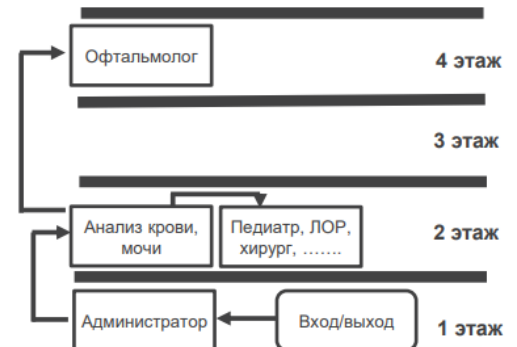 Офтальмолог
4 этаж
3 этаж
Анализ крови,
мочи
Педиатр, ЛОР,
хирург, …….
2 этаж
Администратор
Вход/выход
1 этаж